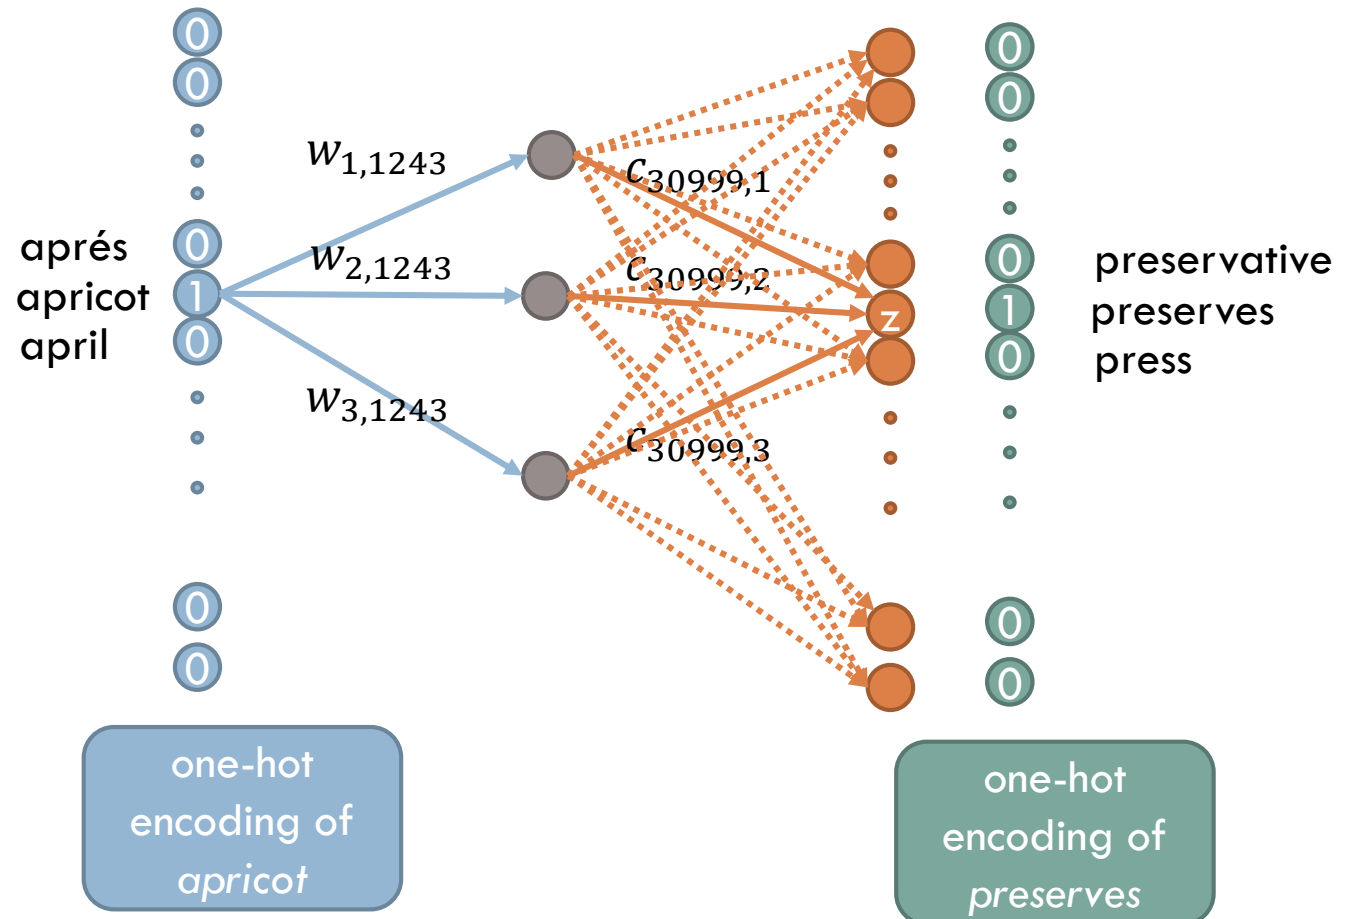 0
0
w1,1243
c30999,1
aprés
apricot
april
0
1
0
w2,1243
c30999,2
z
0
1
0
preservative
preserves
press
w3,1243
c30999,3
0
0
0
0
0
0
one-hot
encoding of
apricot
one-hot
encoding of
preserves